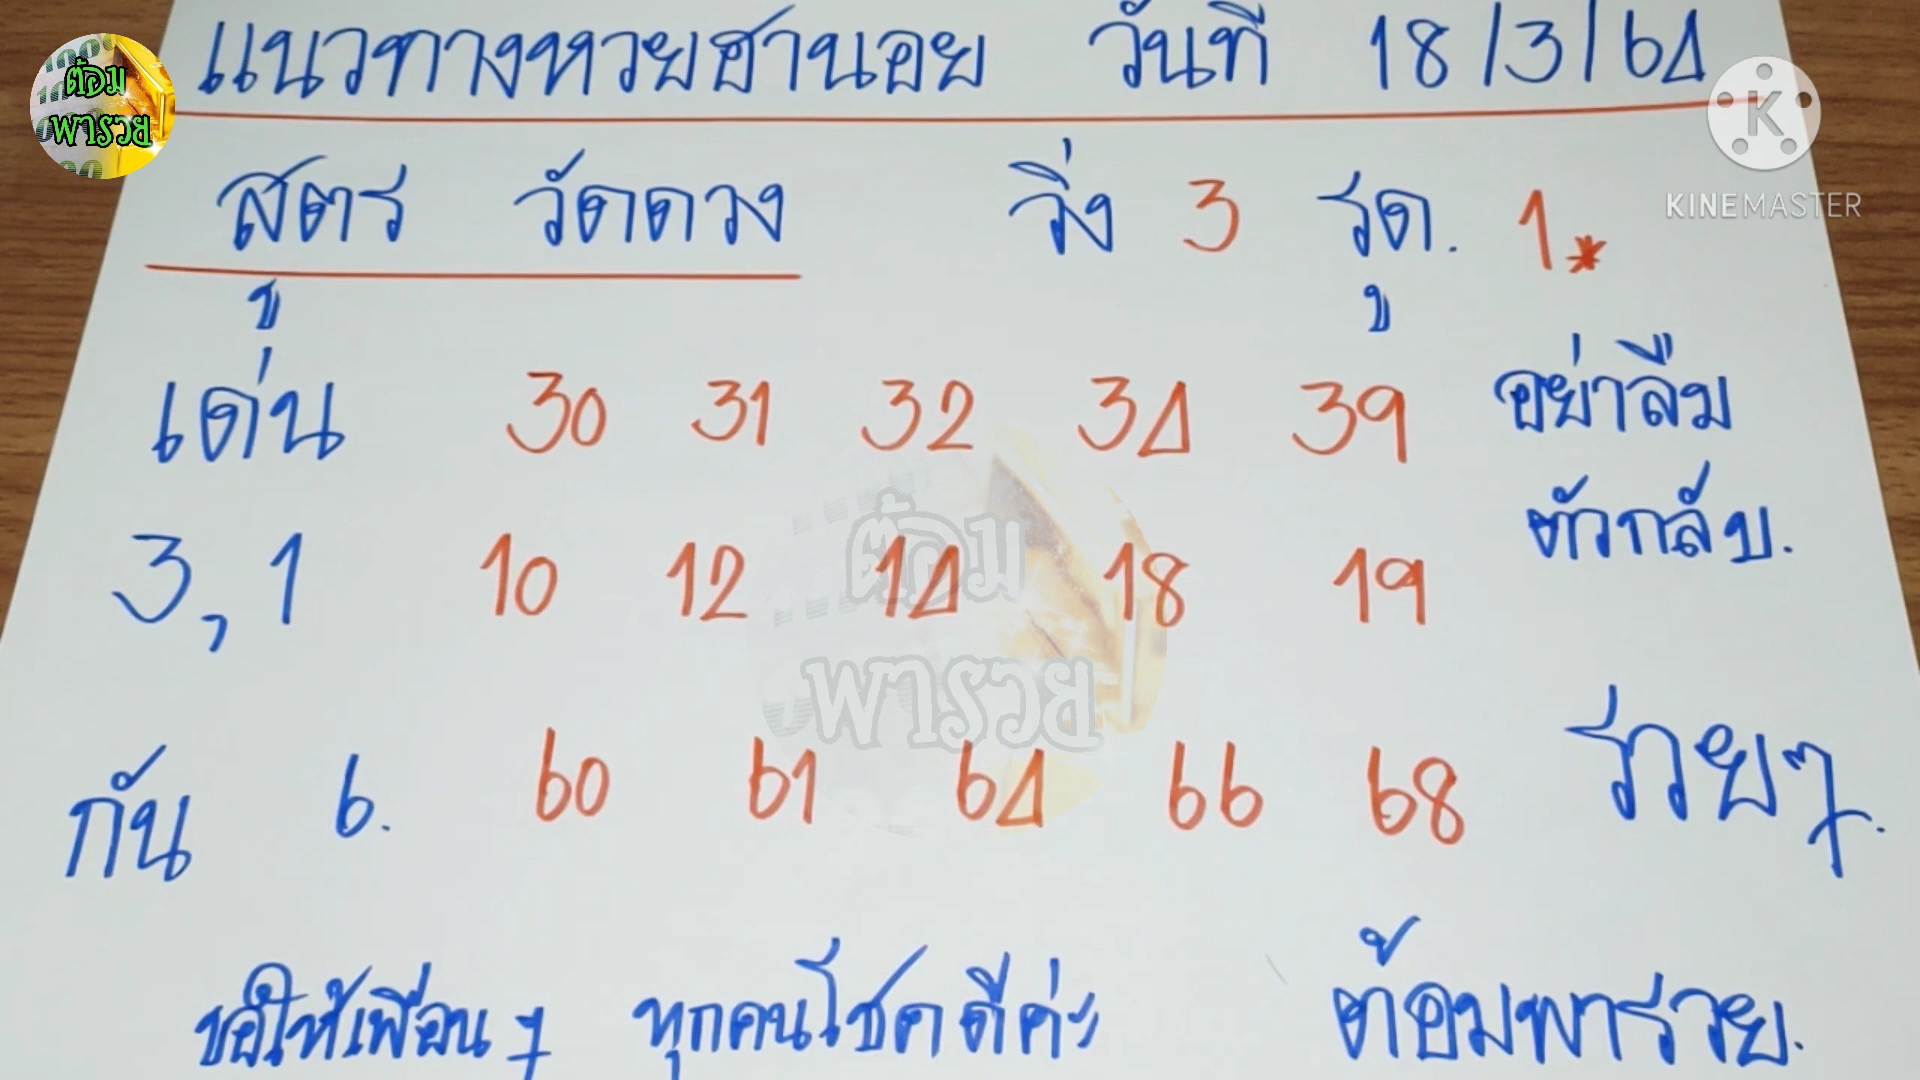 ต้อม
พารวย
แนวทางหวยฮานอย วันที่ 18/3/64
KINEMASTER
สูตร วัดดวง วิ่ง 3 รูด. 1*
เด่น 30 31 32 34 39 อย่าลืม
ตัวกลับ.
3, 1 10 12 14 18 19
ต้อม
พารวย
กัน 6. 60 61 64 66 68 รวยๆ.
ขอให้เพื่อน ๆ ทุกคนโชคดีค่ะ ต้อมพารวย.